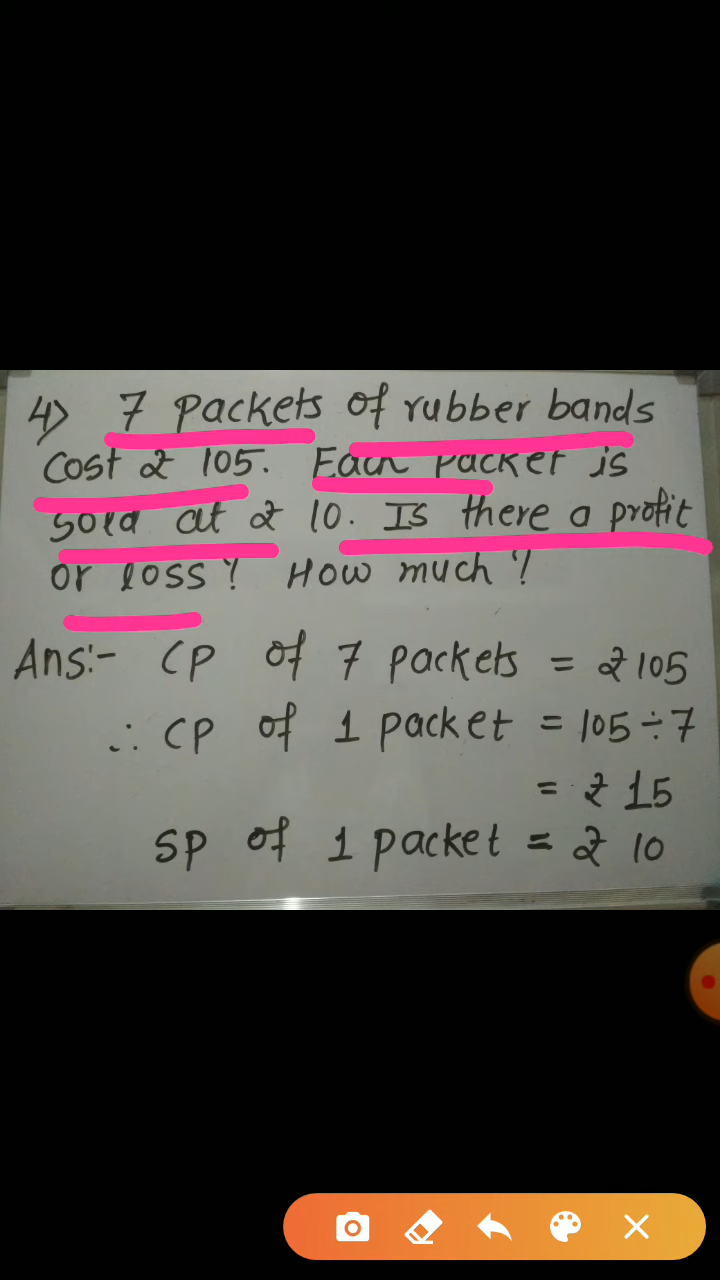 4) 7 packets of rubber bands
cost ₹ 105. Each packet is
sold at ₹ 10. Is there a profit
or loss? How much?
Ans:- CP of 7 packets = ₹ 105
∴ CP of 1 packet = 105 ÷ 7
= ₹ 15
SP of 1 packet = ₹ 10